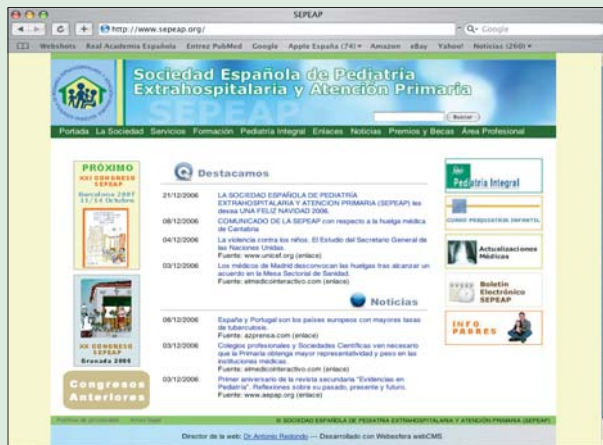 SEPEAP
http://www.sepeap.org/
Google
Webshots Real Academia Española Entrez PubMed Google Apple España (74) Amazon eBay Yahoo! Noticias (260)
Sociedad Española de Pediatría
Extrahospitalaria y Atención Primaria
SEPEAP
Buscar
Portada La Sociedad Servicios Formación Pediatría Integral Enlaces Noticias Premios y Becas Área Profesional
PRÓXIMO
XXI CONGRESO
SEPEAP
Barcelona 2007
11/14 Octubre
XX CONGRESO
SEPEAP
Granada 2006
Congresos
Anteriores
Destacamos
21/12/2006 LA SOCIEDAD ESPAÑOLA DE PEDIATRÍA
EXTRAHOSPITALARIA Y ATENCION PRIMARIA (SEPEAP) les
desea UNA FELIZ NAVIDAD 2006.
08/12/2006 COMUNICADO DE LA SEPEAP con respecto a la huelga médica
de Cantabria
04/12/2006 La violencia contra los niños. El Estudio del Secretario General de
las Naciones Unidas.
Fuente: www.unicef.org (enlace)
03/12/2006 Los médicos de Madrid desconvocan las huelgas tras alcanzar un
acuerdo en la Mesa Sectorial de Sanidad.
Fuente: elmedicointeractivo.com (enlace)
Noticias
08/12/2006 España y Portugal son los países europeos con mayores tasas
de tuberculosis.
Fuente: azprensa.com (enlace)
03/12/2006 Colegios profesionales y Sociedades Científicas ven necesario
que la Primaria obtenga mayor representatividad y peso en las
instituciones médicas.
Fuente: elmedicointeractivo.com (enlace)
03/12/2006 Primer aniversario de la revista secundaria "Evidencias en
Pediatría". Reflexiones sobre su pasado, presente y futuro.
Fuente: www.aepap.org (enlace)
Pediatría Integral
CURSO PSIQUIATRIA INFANTIL
Actualizaciones
Médicas
Boletín
Electrónico
SEPEAP
INFO
PADRES
Política de privacidad Aviso legal
© SOCIEDAD ESPAÑOLA DE PEDIATRÍA EXTRAHOSPITALARIA Y ATENCIÓN PRIMARIA (SEPEAP)
Director de la web: Dr Antonio Redondo --- Desarrollado con Webesfera webCMS